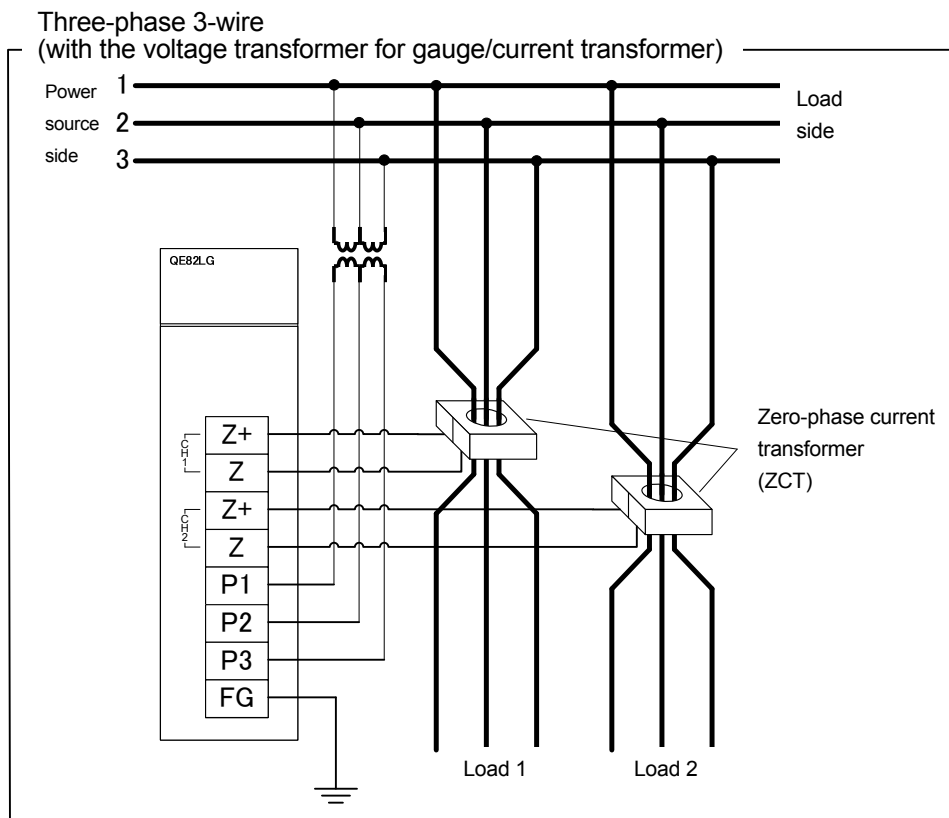 Three-phase 3-wire
(with the voltage transformer for gauge/current transformer)
Power
source
side
1
2
3
Load
side
QE82LG
CH1
Z+
Z
CH2
Z+
Z
P1
P2
P3
FG
Zero-phase current
transformer
(ZCT)
Load 1
Load 2